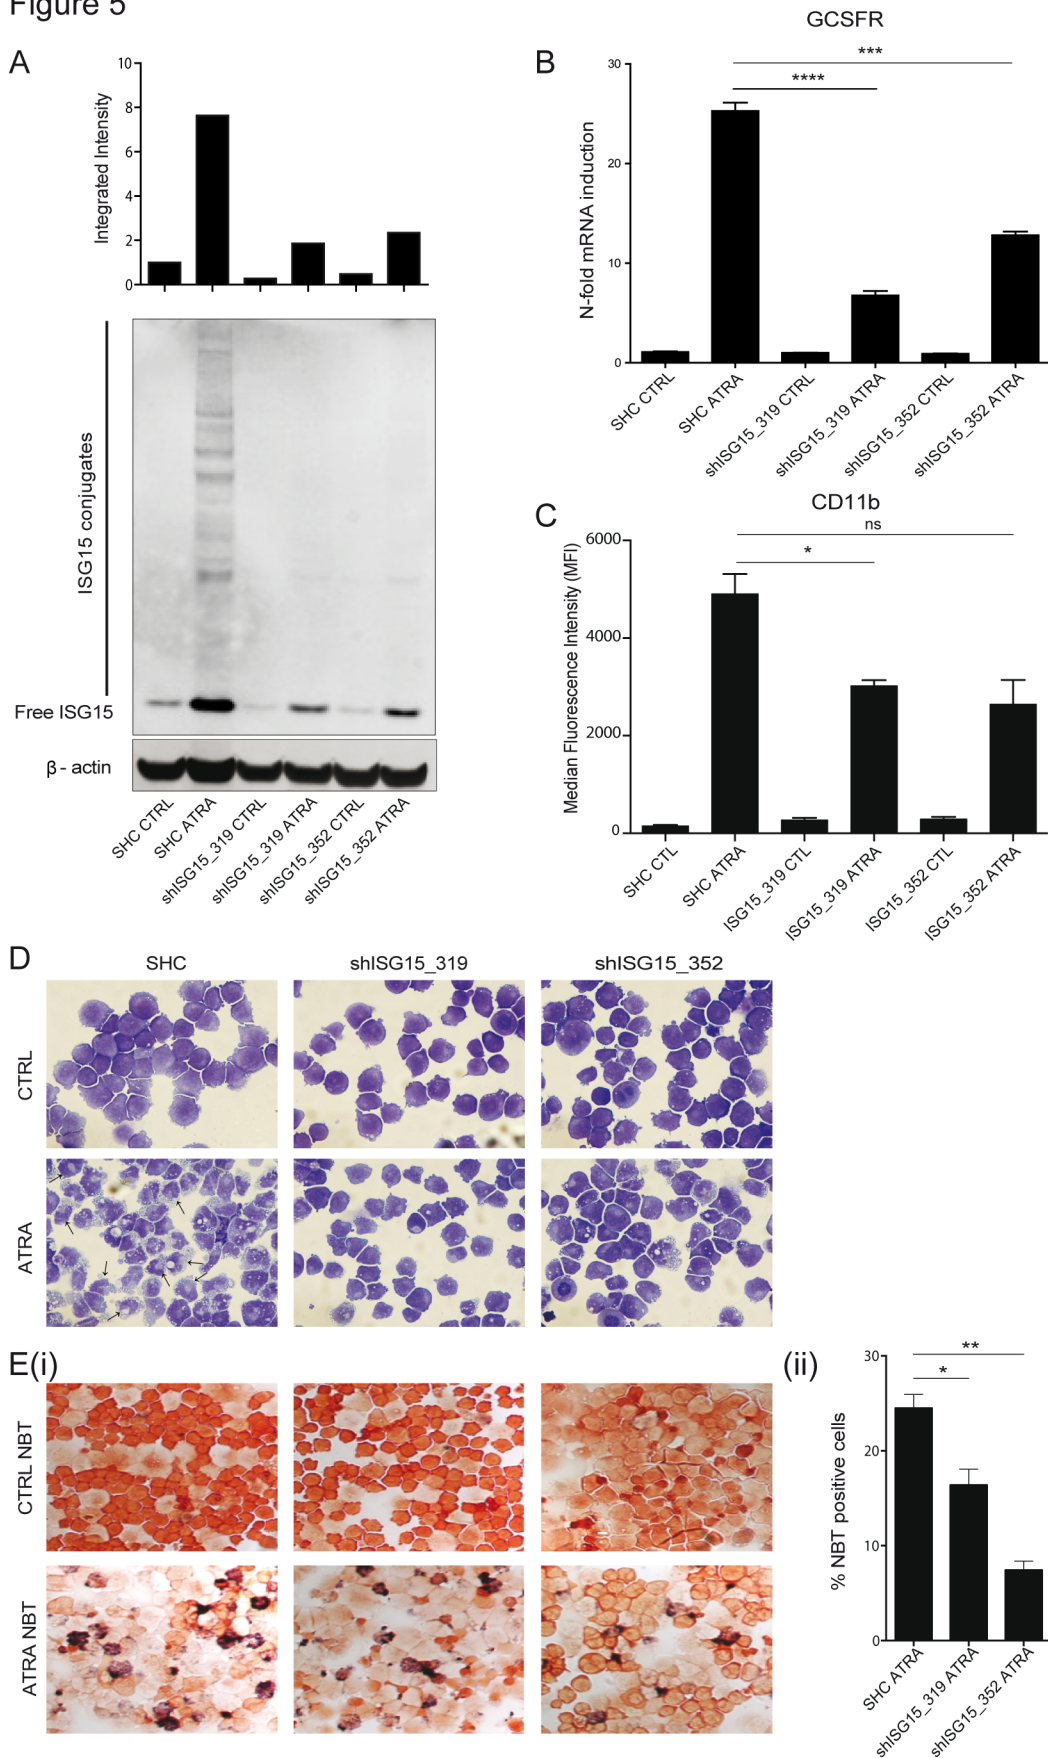 Figure 5
A
Integrated Intensity
10
8
6
4
2
0
ISG15 conjugates
Free ISG15
β - actin
SHC CTRL
SHC ATRA
shISG15_319 CTRL
shISG15_319 ATRA
shISG15_352 CTRL
shISG15_352 ATRA
B
GCSFR
***
****
N-fold mRNA induction
30
20
10
0
SHC CTRL
SHC ATRA
shISG15_319 CTRL
shISG15_319 ATRA
shISG15_352 CTRL
shISG15_352 ATRA
C
CD11b
ns
*
Median Fluorescence Intensity (MFI)
6000
4000
2000
0
SHC CTL
SHC ATRA
ISG15_319 CTL
ISG15_319 ATRA
ISG15_352 CTL
ISG15_352 ATRA
D
SHC
shISG15_319
shISG15_352
CTRL
ATRA
E(i)
CTRL NBT
ATRA NBT
(ii)
**
*
% NBT positive cells
30
20
10
0
SHC ATRA
shISG15_319 ATRA
shISG15_352 ATRA